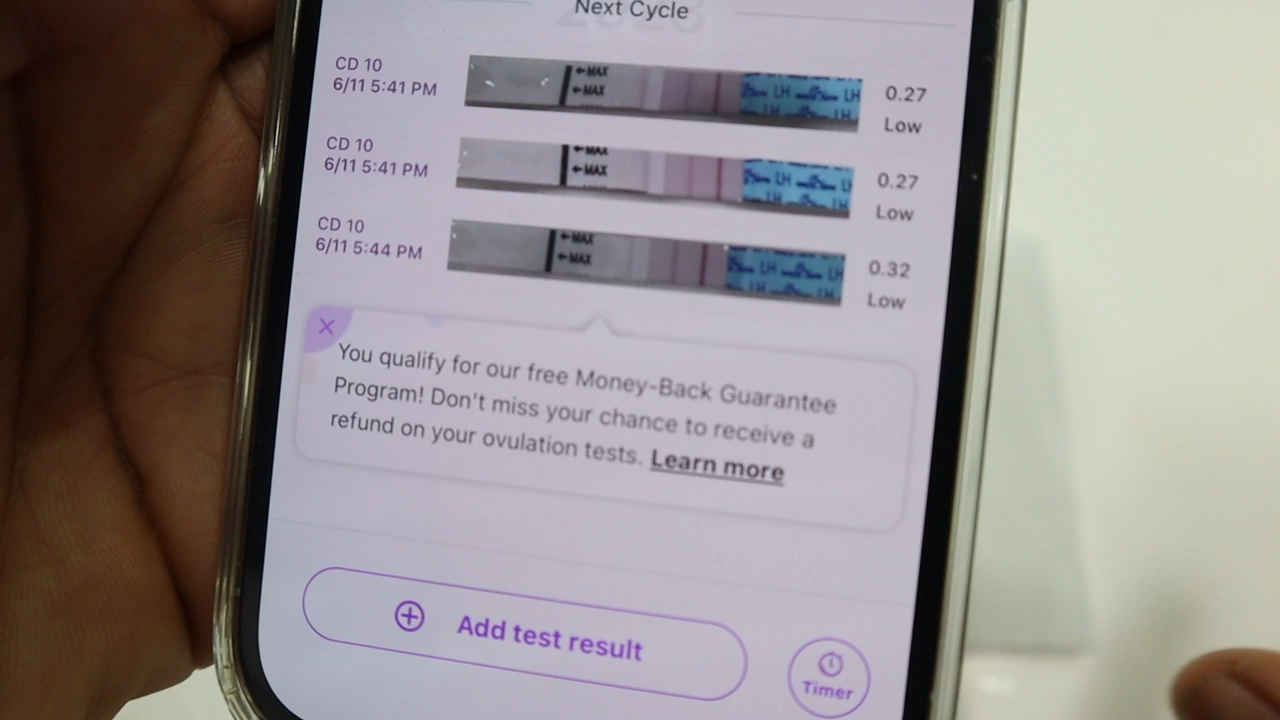 Next Cycle
CD 10
6/11 5:41 PM
←MAX
←MAX
LH
LH
0.27
Low
CD 10
6/11 5:41 PM
←MAX
←MAX
LH
LH
0.27
Low
CD 10
6/11 5:44 PM
←MAX
←MAX
LH
LH
LH
LH
0.32
Low
You qualify for our free Money-Back Guarantee
Program! Don't miss your chance to receive a
refund on your ovulation tests. Learn more
Add test result
Timer